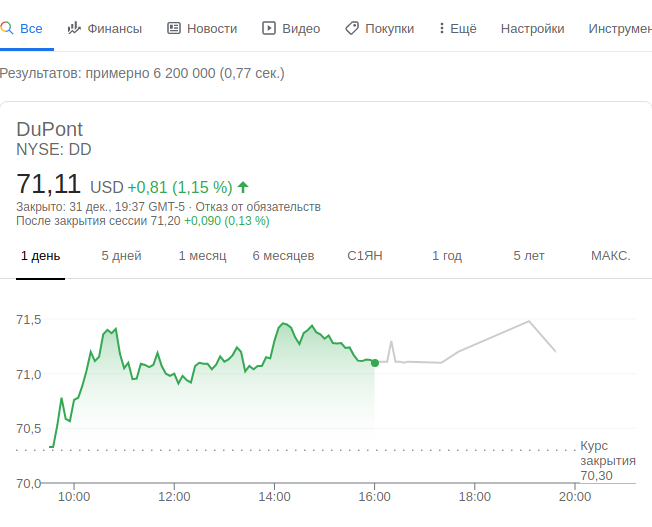 Все Финансы Новости Видео Покупки Ещё Настройки Инструмен
Результатов: примерно 6 200 000 (0,77 сек.)
DuPont
NYSE: DD
71,11 USD +0,81 (1,15 %)
Закрыто: 31 дек., 19:37 GMT-5 · Отказ от обязательств
После закрытия сессии 71,20 +0,090 (0,13 %)
1 день 5 дней 1 месяц 6 месяцев С1ЯН 1 год 5 лет МАКС.
71,5
71,0
70,5
70,0
Курс
закрытия
70,30
10:00 12:00 14:00 16:00 18:00 20:00